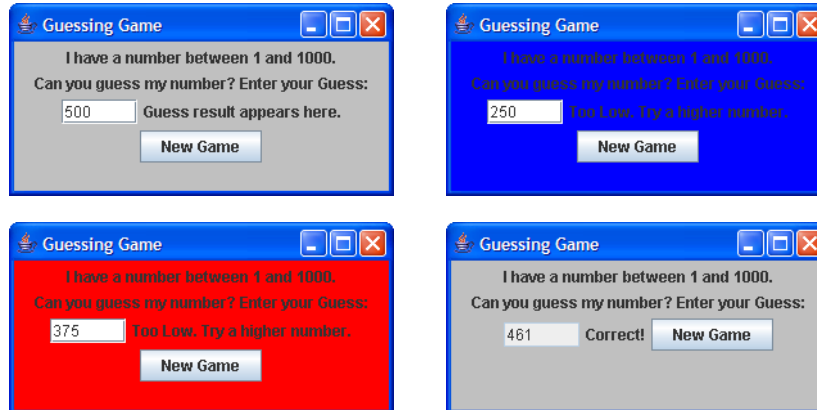 Guessing Game
I have a number between 1 and 1000.
Can you guess my number? Enter your Guess:
500 Guess result appears here.
New Game
Guessing Game
I have a number between 1 and 1000.
Can you guess my number? Enter your Guess:
250 Too Low. Try a higher number.
New Game
Guessing Game
I have a number between 1 and 1000.
Can you guess my number? Enter your Guess:
375 Too Low. Try a higher number.
New Game
Guessing Game
I have a number between 1 and 1000.
Can you guess my number? Enter your Guess:
461 Correct! New Game